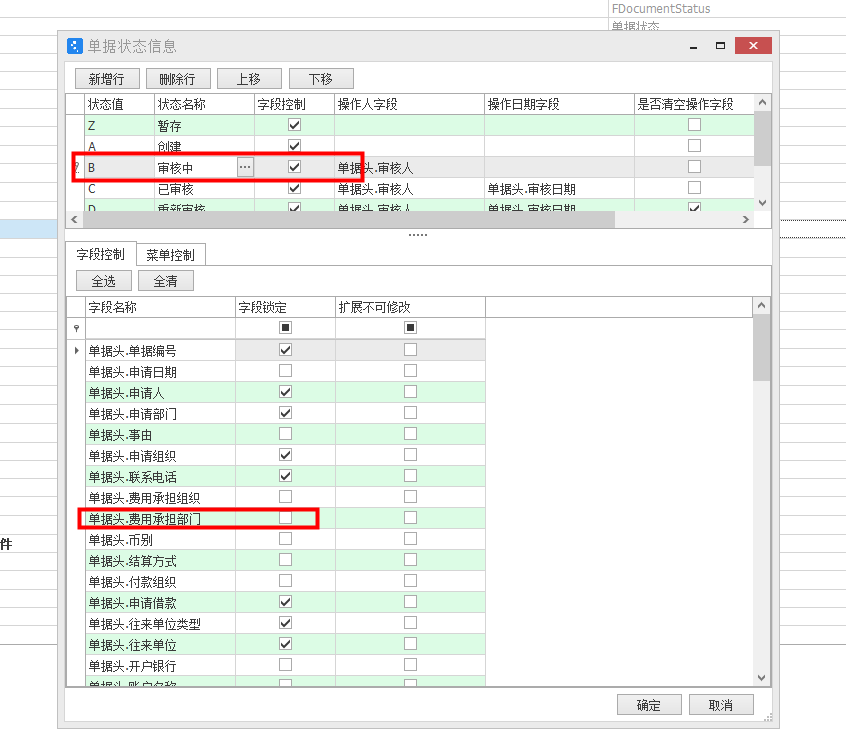 FDocumentStatus
单据状态
单据状态信息
新增行 删除行 上移 下移
状态值 状态名称 字段控制 操作人字段 操作日期字段 是否清空操作字段
Z 暂存
A 创建
B 审核中 ... 单据头.审核人
C 已审核 单据头.审核人 单据头.审核日期
D 重新审核 单据头.审核人 单据头.审核日期
字段控制 菜单控制
全选 全清
字段名称 字段锁定 扩展不可修改
单据头.单据编号
单据头.申请日期
单据头.申请人
单据头.申请部门
单据头.事由
单据头.申请组织
单据头.联系电话
单据头.费用承担组织
单据头.费用承担部门
件
单据头.币别
单据头.结算方式
单据头.付款组织
单据头.申请借款
单据头.往来单位类型
单据头.往来单位
单据头.开户银行
单据头.账户名称
确定 取消